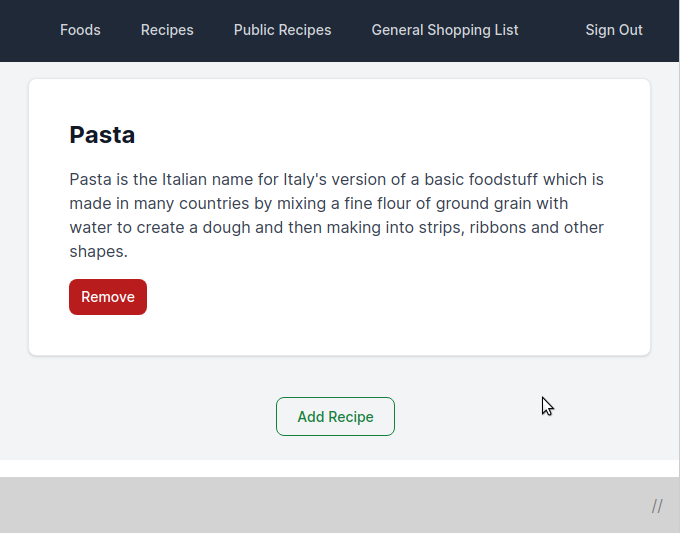 Foods Recipes Public Recipes General Shopping List Sign Out
Pasta
Pasta is the Italian name for Italy's version of a basic foodstuff which is
made in many countries by mixing a fine flour of ground grain with
water to create a dough and then making into strips, ribbons and other
shapes.
Remove
Add Recipe
//